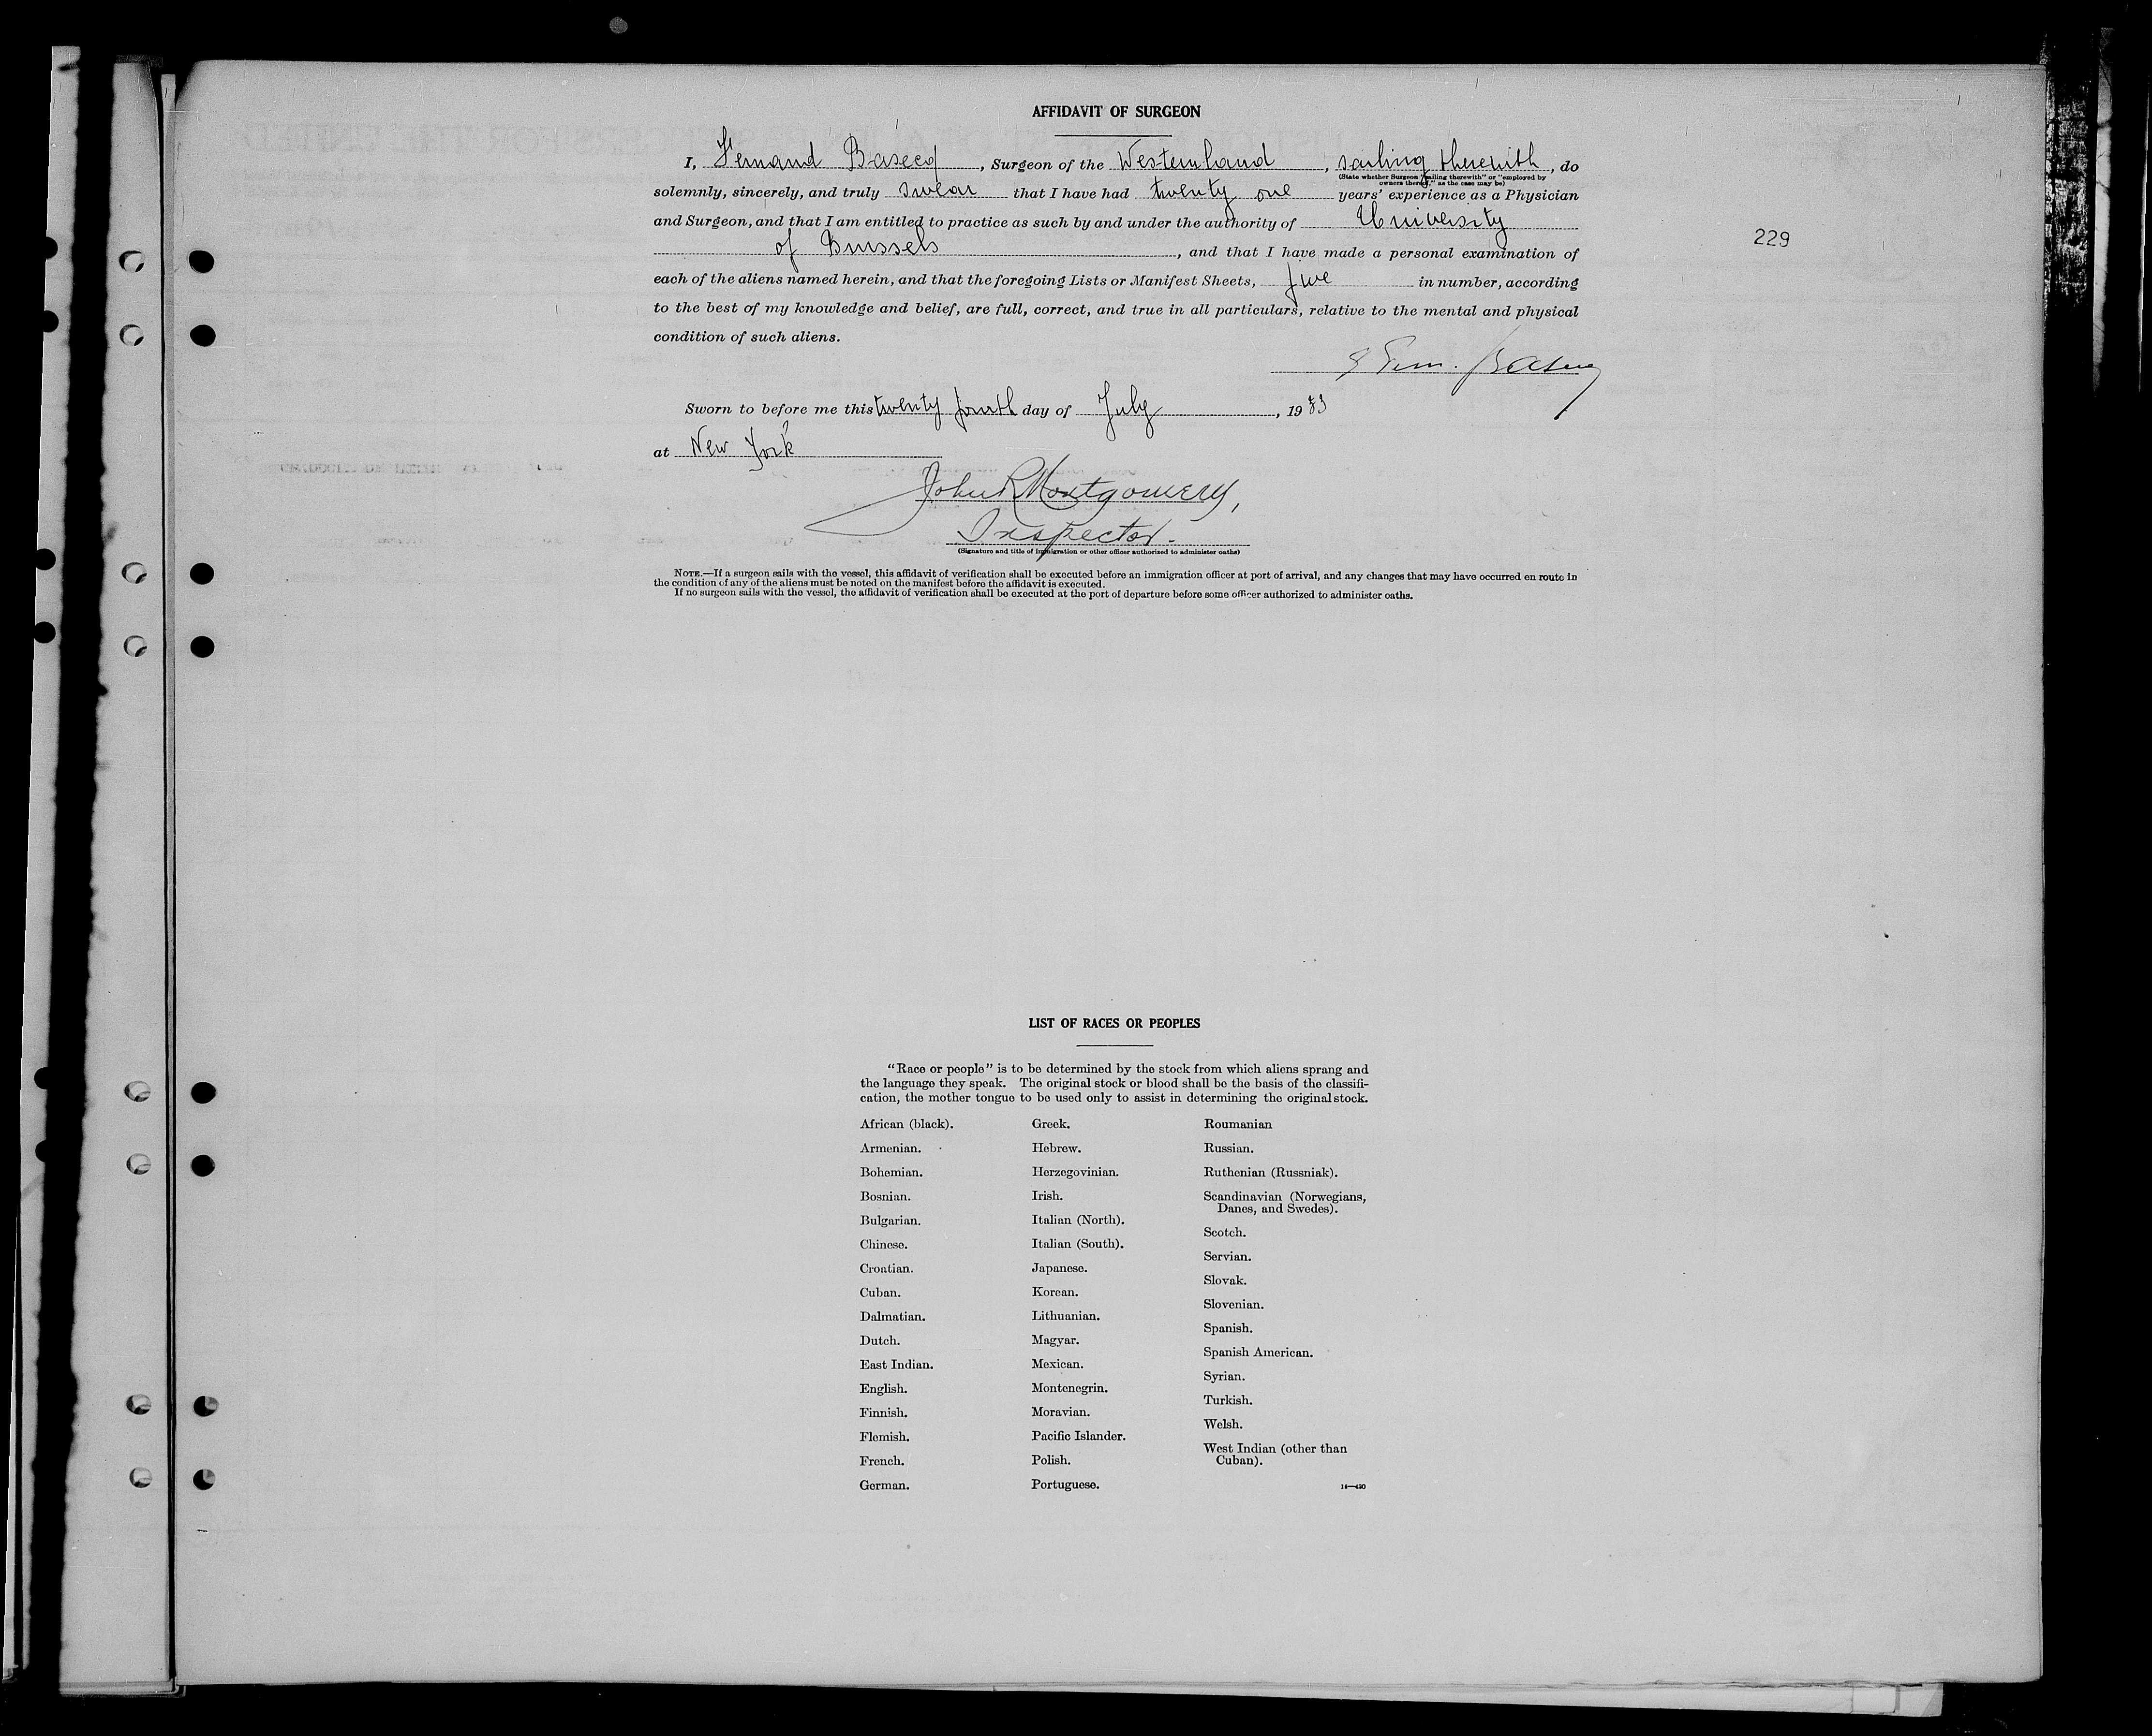 AFFIDAVIT OF SURGEON
I, Fernand Basecq, Surgeon of the Westernland, sailing therewith, do
(State whether Surgeon "sailing therewith" or "employed by
owners thereof," as the case may be)
solemnly, sincerely, and truly swear that I have had twenty one years' experience as a Physician
and Surgeon, and that I am entitled to practice as such by and under the authority of University
229
of Brussels, and that I have made a personal examination of
each of the aliens named herein, and that the foregoing Lists or Manifest Sheets, five in number, according
to the best of my knowledge and belief, are full, correct, and true in all particulars, relative to the mental and physical
condition of such aliens.
Sworn to before me this twenty fourth day of July, 1933
at New York
John R Montgomery,
Inspector.
(Signature and title of immigration or other officer authorized to administer oaths)
NOTE.—If a surgeon sails with the vessel, this affidavit of verification shall be executed before an immigration officer at port of arrival, and any changes that may have occurred en route in
the condition of any of the aliens must be noted on the manifest before the affidavit is executed.
If no surgeon sails with the vessel, the affidavit of verification shall be executed at the port of departure before some officer authorized to administer oaths.
LIST OF RACES OR PEOPLES
"Race or people" is to be determined by the stock from which aliens sprang and
the language they speak. The original stock or blood shall be the basis of the classifi-
cation, the mother tongue to be used only to assist in determining the original stock.
African (black).
Armenian.
Bohemian.
Bosnian.
Bulgarian.
Chinese.
Croatian.
Cuban.
Dalmatian.
Dutch.
East Indian.
English.
Finnish.
Flemish.
French.
German.
Greek.
Hebrew.
Herzegovinian.
Irish.
Italian (North).
Italian (South).
Japanese.
Korean.
Lithuanian.
Magyar.
Mexican.
Montenegrin.
Moravian.
Pacific Islander.
Polish.
Portuguese.
Roumanian
Russian.
Ruthenian (Russniak).
Scandinavian (Norwegians,
Danes, and Swedes).
Scotch.
Servian.
Slovak.
Slovenian.
Spanish.
Spanish American.
Syrian.
Turkish.
Welsh.
West Indian (other than
Cuban).